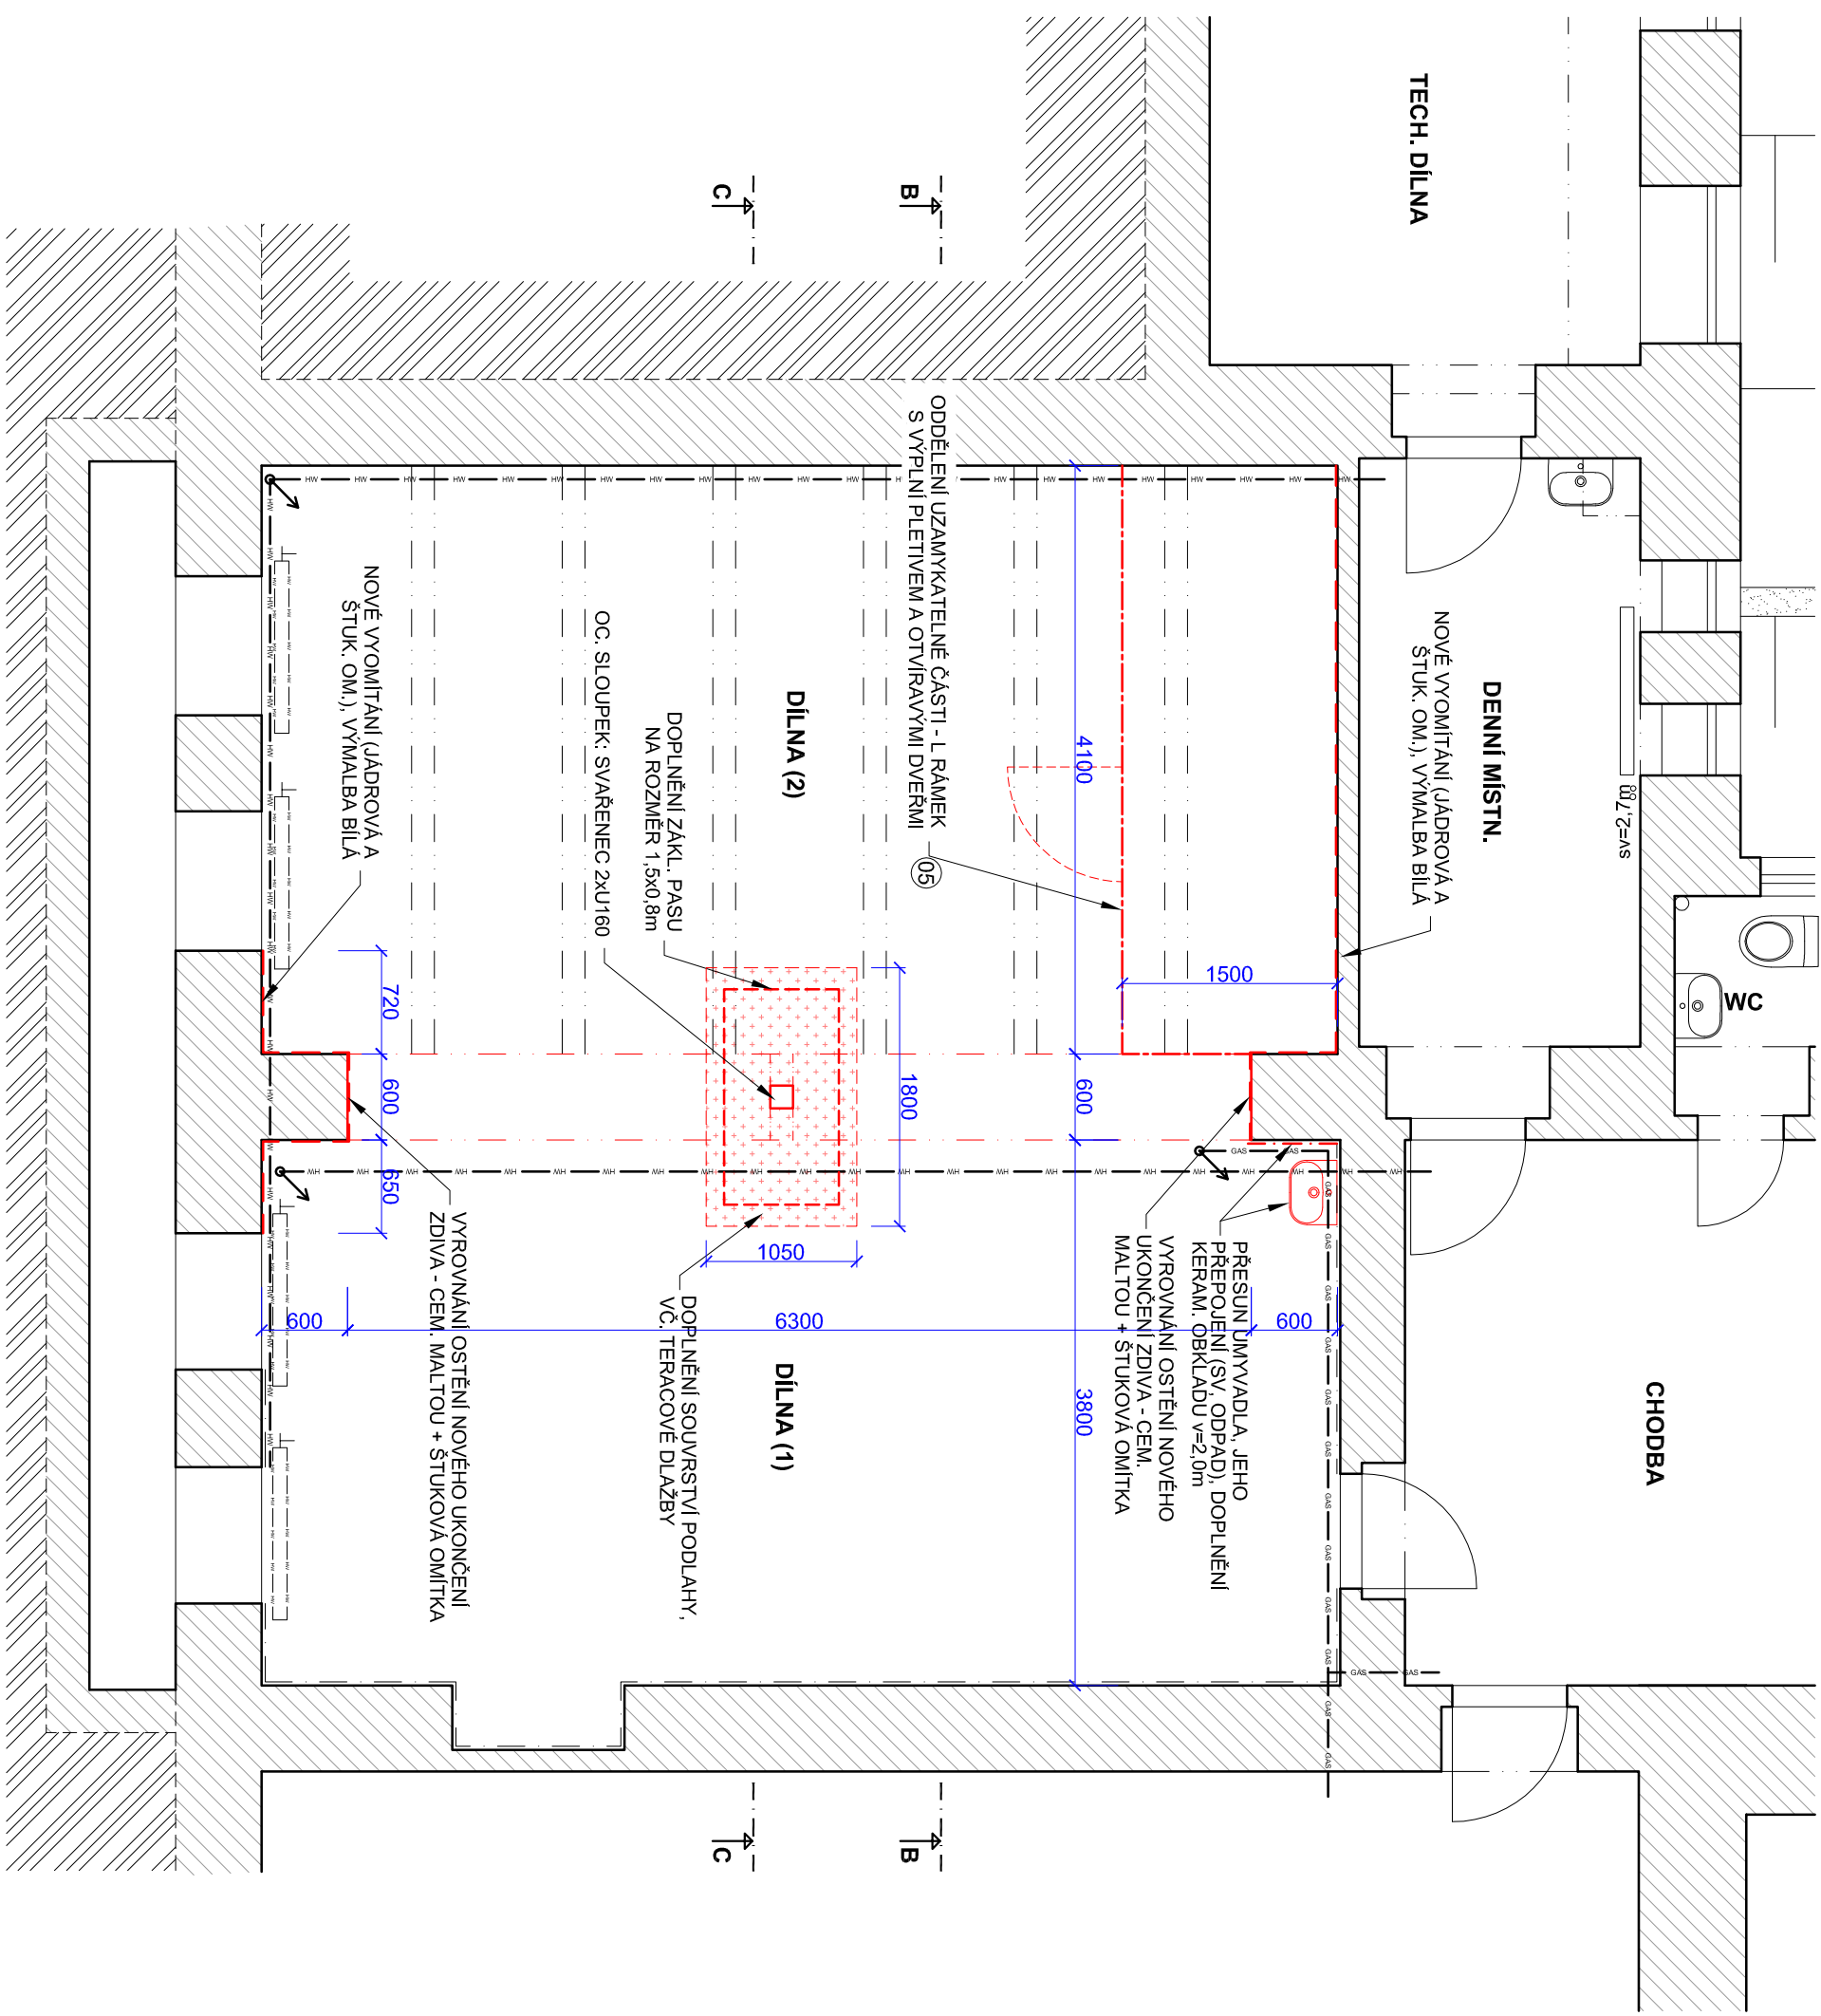 TECH. DÍLNA
B
C
ODDĚLENÍ UZAMYKATELNÉ ČÁSTI - L RÁMEK
S VÝPLNÍ PLETIVEM A OTVÍRAVÝMI DVEŘMI
05
NOVÉ VYOMÍTÁNÍ (JÁDROVÁ A
ŠTUK. OM.), VÝMALBA BÍLÁ
DENNÍ MÍSTN.
WC
4100
1500
DÍLNA (2)
DOPLNĚNÍ ZÁKL. PASU
NA ROZMĚR 1,5x0,8m
OC. SLOUPEK: SVAŘENEC 2xU160
NOVÉ VYOMÍTÁNÍ (JÁDROVÁ A
ŠTUK. OM.), VÝMALBA BÍLÁ
720
600
650
1800
1050
600
600
6300
600
3800
PŘESUN UMYVADLA, JEHO
PŘEPOJENÍ (SV, ODPAD), DOPLNĚNÍ
KERAM. OBKLADU v=2,0m
VYROVNÁNÍ OSTĚNÍ NOVÉHO
UKONČENÍ ZDIVA - CEM.
MALTOU + ŠTUKOVÁ OMÍTKA
DOPLNĚNÍ SOUVRSTVÍ PODLAHY,
VČ. TERACOVÉ DLAŽBY
VYROVNÁNÍ OSTĚNÍ NOVÉHO UKONČENÍ
ZDIVA - CEM. MALTOU + ŠTUKOVÁ OMÍTKA
DÍLNA (1)
CHODBA
HW
GAS
B
C